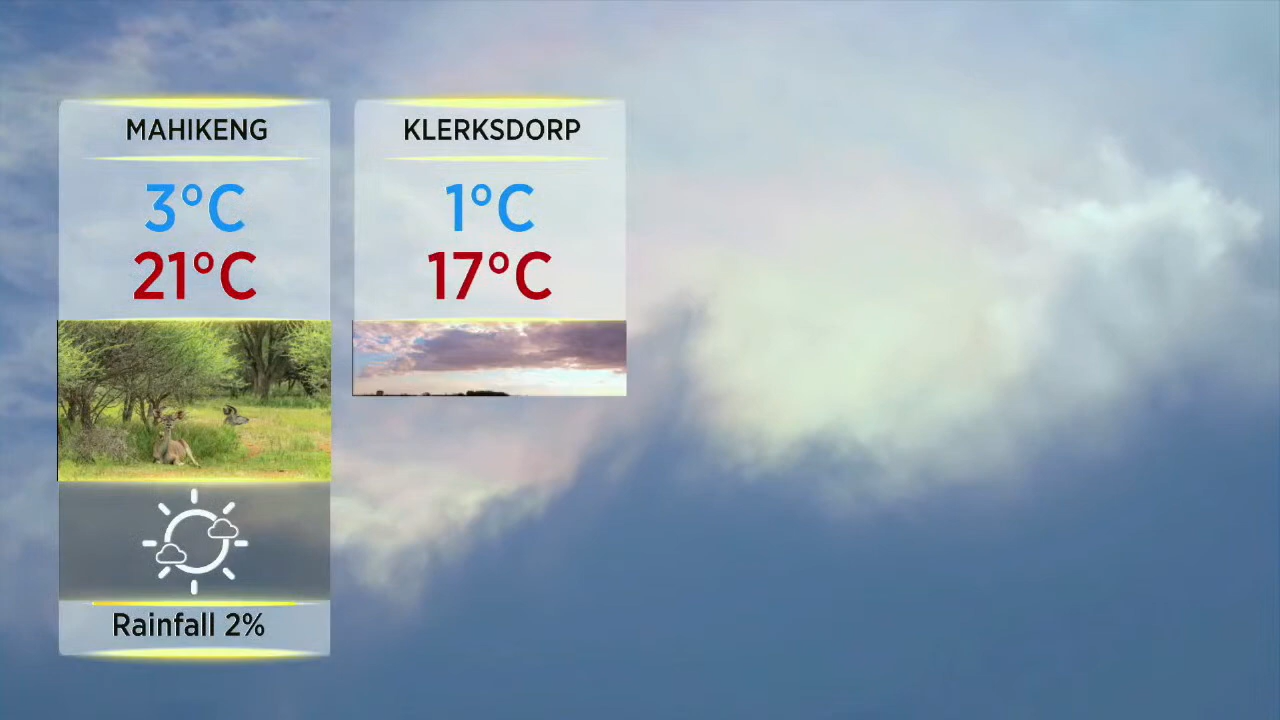 MAHIKENG
3°C
21°C
Rainfall 2%
KLERKSDORP
1°C
17°C